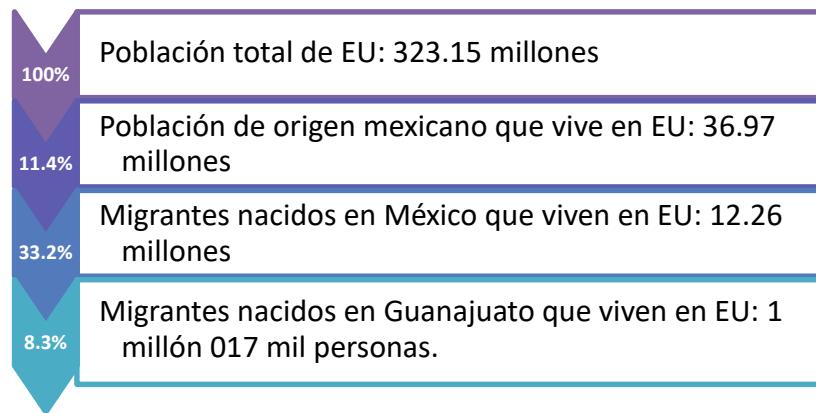 100%
Población total de EU: 323.15 millones
11.4%
Población de origen mexicano que vive en EU: 36.97
millones
33.2%
Migrantes nacidos en México que viven en EU: 12.26
millones
8.3%
Migrantes nacidos en Guanajuato que viven en EU: 1
millón 017 mil personas.